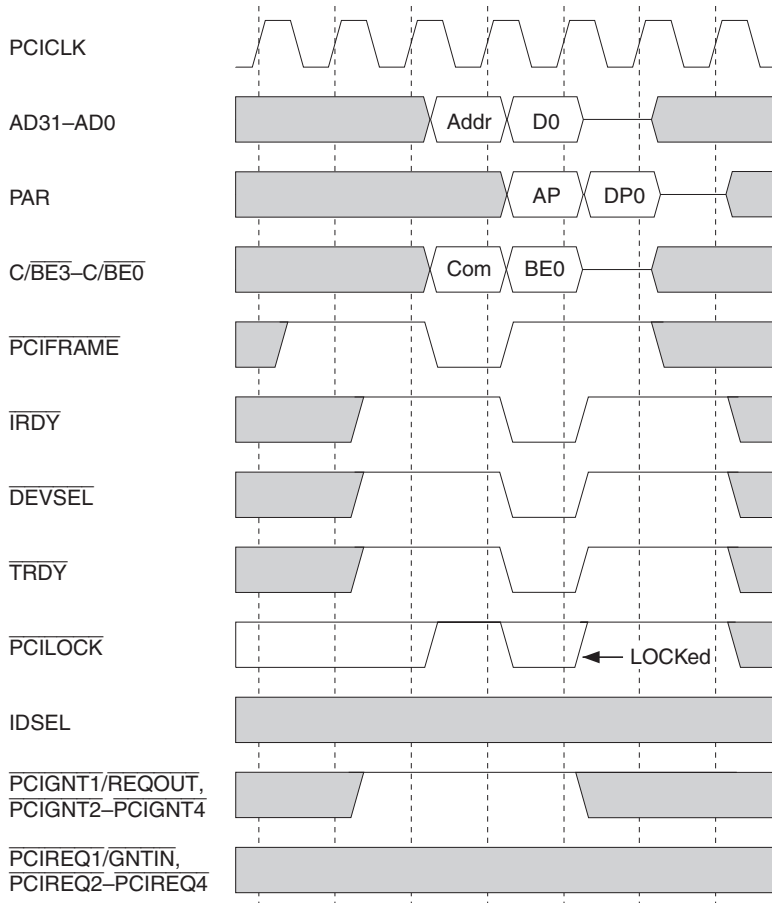 PCICLK
AD31–AD0
Addr
D0
PAR
AP
DP0
C/BE3–C/BE0
Com
BE0
PCIFRAME
IRDY
DEVSEL
TRDY
PCILOCK
LOCKed
IDSEL
PCIGNT1/REQOUT,
PCIGNT2–PCIGNT4
PCIREQ1/GNTIN,
PCIREQ2–PCIREQ4